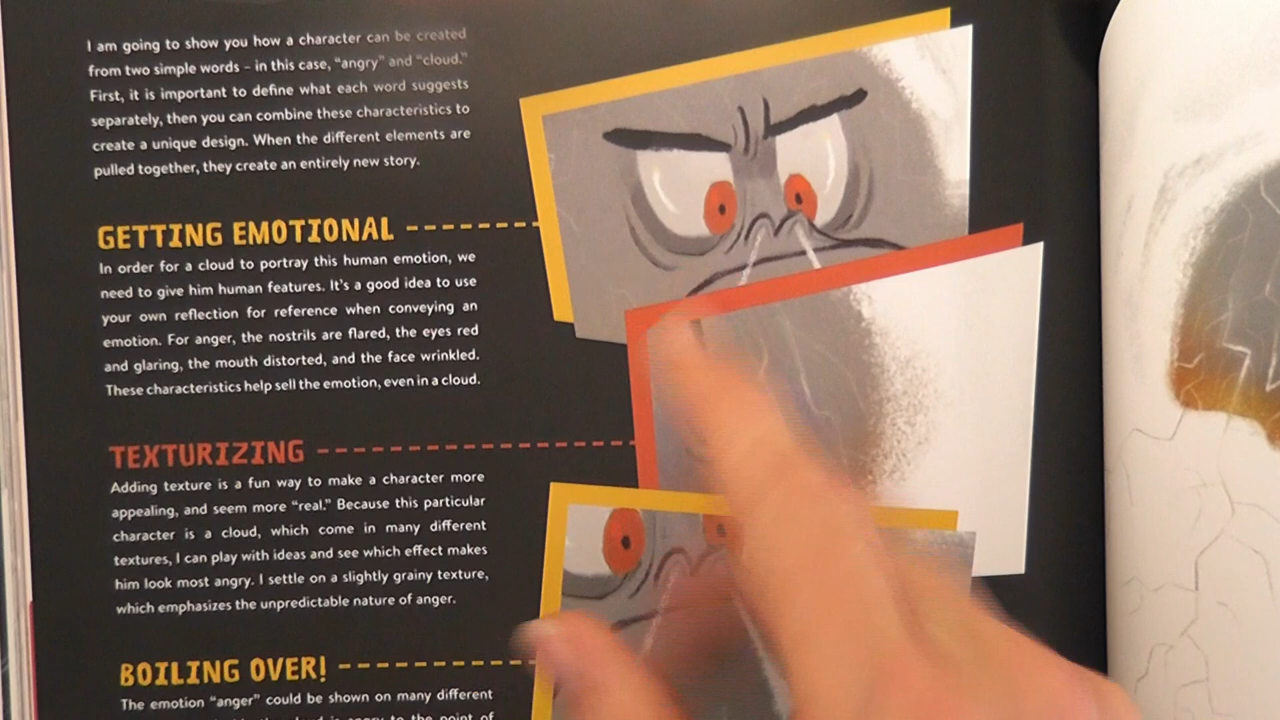 I am going to show you how a character can be created
from two simple words – in this case, “angry” and “cloud.”
First, it is important to define what each word suggests
separately, then you can combine these characteristics to
create a unique design. When the different elements are
pulled together, they create an entirely new story.
GETTING EMOTIONAL
In order for a cloud to portray this human emotion, we
need to give him human features. It’s a good idea to use
your own reflection for reference when conveying an
emotion. For anger, the nostrils are flared, the eyes red
and glaring, the mouth distorted, and the face wrinkled.
These characteristics help sell the emotion, even in a cloud.
TEXTURIZING
Adding texture is a fun way to make a character more
appealing, and seem more “real.” Because this particular
character is a cloud, which come in many different
textures, I can play with ideas and see which effect makes
him look most angry. I settle on a slightly grainy texture,
which emphasizes the unpredictable nature of anger.
BOILING OVER!
The emotion “anger” could be shown on many different
cloud is angry to the point of